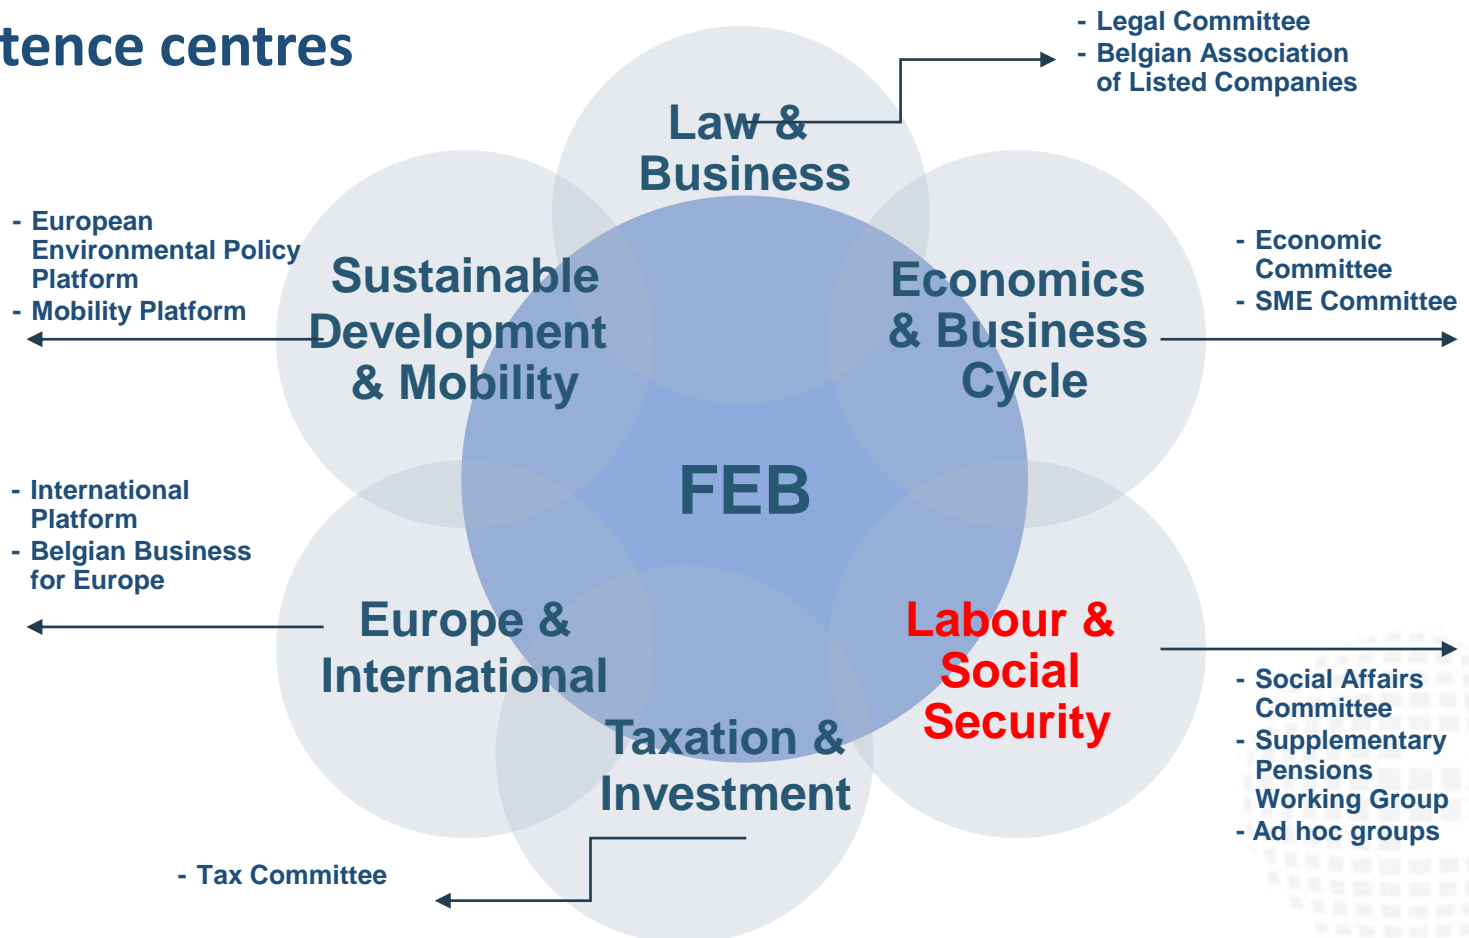 tence centres
- Legal Committee
- Belgian Association
of Listed Companies
Law &
Business
- European
Environmental Policy
Platform
- Mobility Platform
Sustainable
Development
& Mobility
Economics
& Business
Cycle
- Economic
Committee
- SME Committee
FEB
- International
Platform
- Belgian Business
for Europe
Europe &
International
Labour &
Social
Security
- Social Affairs
Committee
- Supplementary
Pensions
Working Group
- Ad hoc groups
Taxation &
Investment
- Tax Committee